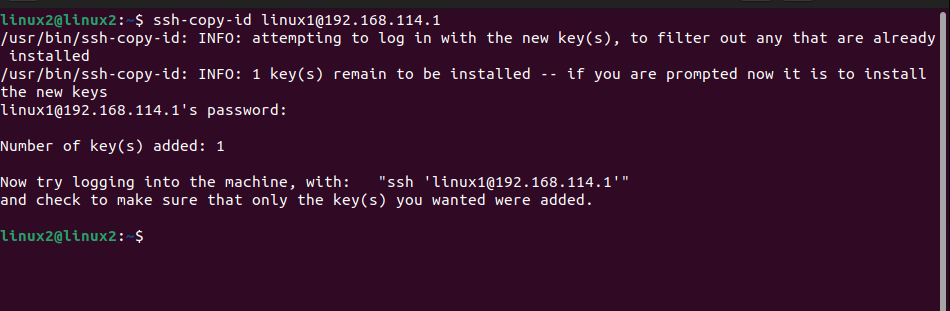 linux2@linux2:~$ ssh-copy-id linux1@192.168.114.1
/usr/bin/ssh-copy-id: INFO: attempting to log in with the new key(s), to filter out any that are already
 installed
/usr/bin/ssh-copy-id: INFO: 1 key(s) remain to be installed -- if you are prompted now it is to install
the new keys
linux1@192.168.114.1's password:
Number of key(s) added: 1
Now try logging into the machine, with:   "ssh 'linux1@192.168.114.1'"
and check to make sure that only the key(s) you wanted were added.
linux2@linux2:~$